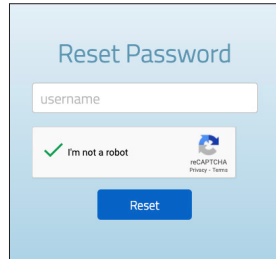 Reset Password
username
I'm not a robot
reCAPTCHA
Privacy - Terms
Reset